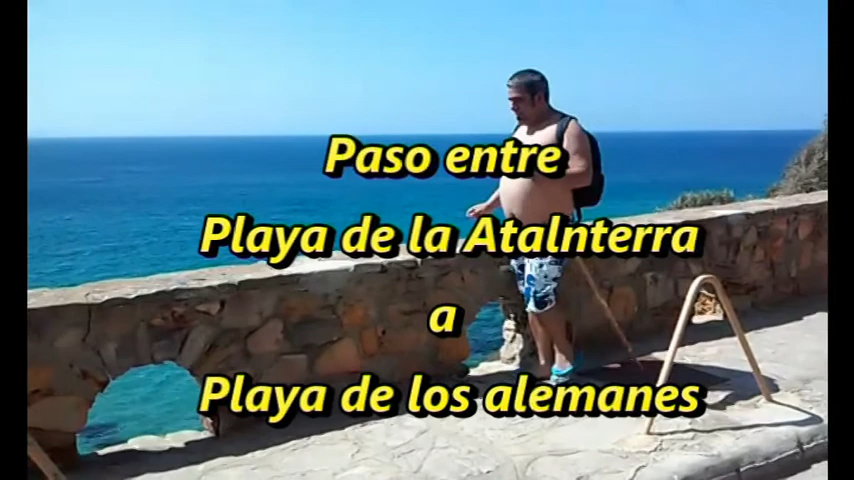 Paso entre
Playa de la Atalnterra
a
Playa de los alemanes